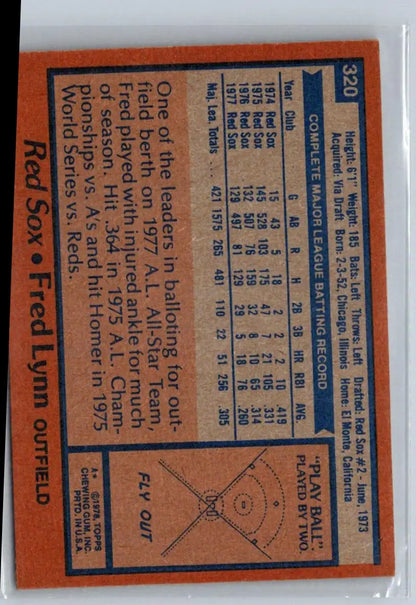 320
Height: 6'1" Weight: 185 Bats: Left Throws: Left Drafted: Red Sox #2 - June, 1973
Acquired: Via Draft Born: 2-3-52, Chicago, Illinois Home: El Monte, California
COMPLETE MAJOR LEAGUE BATTING RECORD
Year Club G AB R H 2B 3B HR RBI AVG.
1974 Red Sox 15 43 5 18 2 2 2 10 .419
1975 Red Sox 145 528 103 175 47 7 21 105 .331
1976 Red Sox 132 507 76 159 32 8 10 65 .314
1977 Red Sox 129 497 81 129 29 5 18 76 .260
Maj. Lea. Totals ... 421 1575 265 481 110 22 51 256 .305
One of the leaders in balloting for out-
field berth on 1977 A.L. All-Star Team,
Fred played with injured ankle for much
of season. Hit .364 in 1975 A.L. Cham-
pionships vs. A's and hit Homer in 1975
World Series vs. Reds.
"PLAY BALL"
PLAYED BY TWO
FLY OUT
A* ©1978, TOPPS
CHEWING GUM, INC.
PRTD. IN U.S.A.
Red Sox • Fred Lynn OUTFIELD